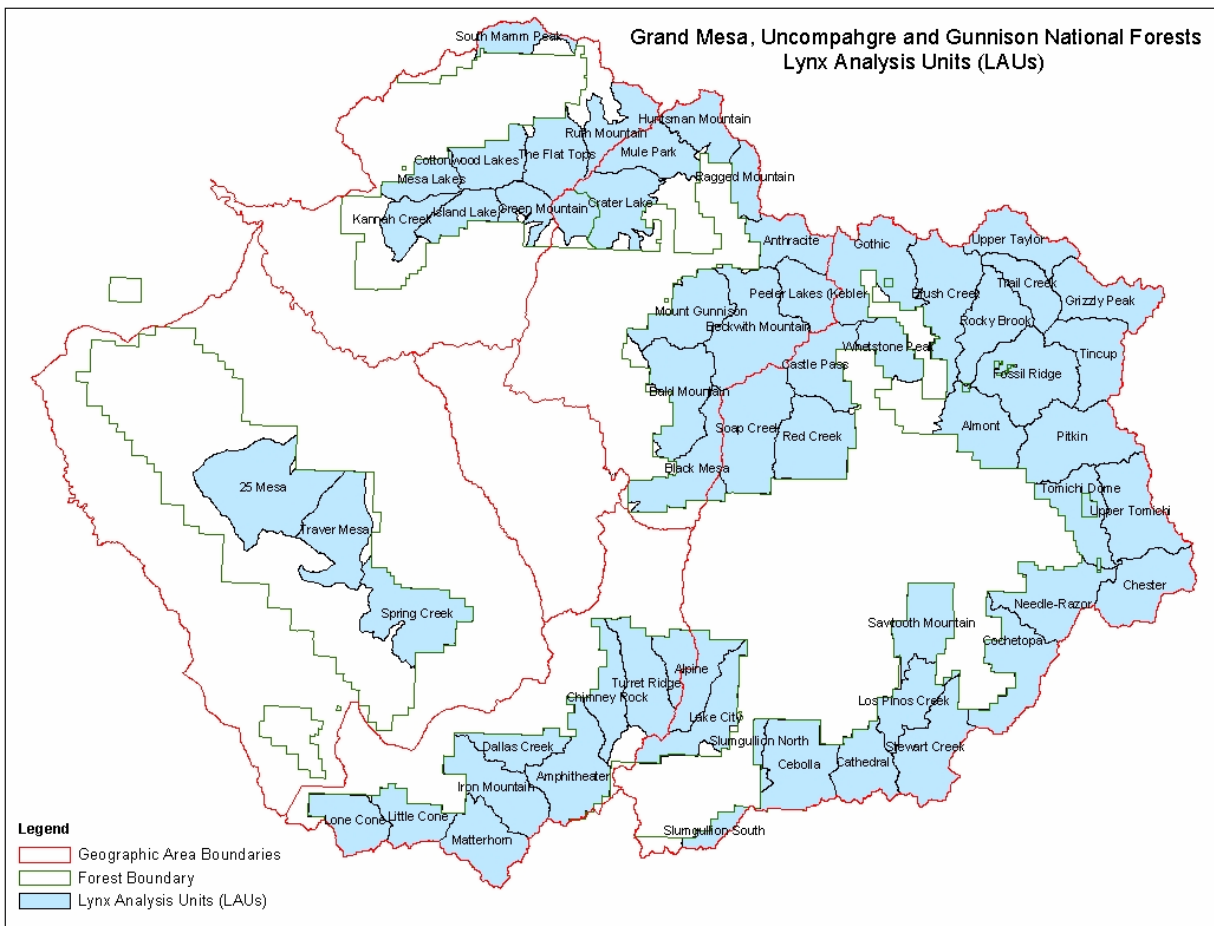 Grand Mesa, Uncompahgre and Gunnison National Forests
Lynx Analysis Units (LAUs)
South Mamm Peak
Huntsman Mountain
Ruth Mountain
Mule Park
The Flat Tops
Cottonwood Lakes
Mesa Lakes
Ragged Mountain
Crater Lake
Green Mountain
Island Lake
Kannah Creek
Anthracite
Gothic
Upper Taylor
Trail Creek
Peeler Lakes (Kebler
Brush Creek
Grizzly Peak
Mount Gunnison
Rocky Brook
Beckwith Mountain
Whetstone Peak
Tincup
Castle Pass
Fossil Ridge
Bald Mountain
Soap Creek
Red Creek
Almont
Pitkin
Black Mesa
25 Mesa
Tomichi Dome
Upper Tomichi
Traver Mesa
Chester
Spring Creek
Needle-Razor
Sawtooth Mountain
Cochetopa
Alpine
Turret Ridge
Chimney Rock
Los Pinos Creek
Lake City
Slumgullion North
Stewart Creek
Dallas Creek
Cebolla
Cathedral
Amphitheater
Iron Mountain
Lone Cone
Little Cone
Matterhorn
Slumgullion South
Legend
Geographic Area Boundaries
Forest Boundary
Lynx Analysis Units (LAUs)